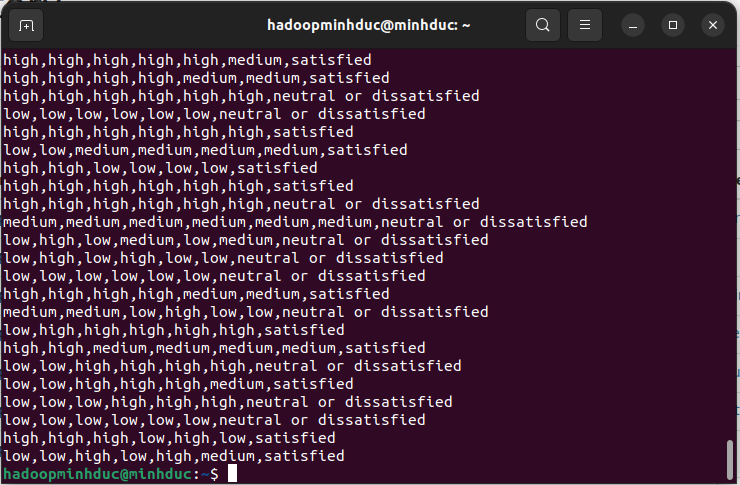 hadoopminhduc@minhduc: ~
high,high,high,high,high,medium,satisfied
high,high,high,high,medium,medium,satisfied
high,high,high,high,high,high,neutral or dissatisfied
low,low,low,low,low,low,neutral or dissatisfied
high,high,high,high,high,high,satisfied
low,low,medium,medium,medium,medium,satisfied
high,high,low,low,low,low,satisfied
high,high,high,high,high,high,satisfied
high,high,high,high,high,high,neutral or dissatisfied
medium,medium,medium,medium,medium,medium,neutral or dissatisfied
low,high,low,medium,low,medium,neutral or dissatisfied
low,high,low,high,low,low,neutral or dissatisfied
low,low,low,low,low,low,neutral or dissatisfied
high,high,high,high,medium,medium,satisfied
medium,medium,low,high,low,low,neutral or dissatisfied
low,high,high,high,high,high,satisfied
high,high,medium,medium,medium,medium,satisfied
low,low,high,high,high,high,neutral or dissatisfied
low,low,high,high,high,medium,satisfied
low,low,low,high,high,high,neutral or dissatisfied
low,low,low,low,low,low,neutral or dissatisfied
high,high,high,low,high,low,satisfied
low,low,high,low,high,medium,satisfied
hadoopminhduc@minhduc:~$